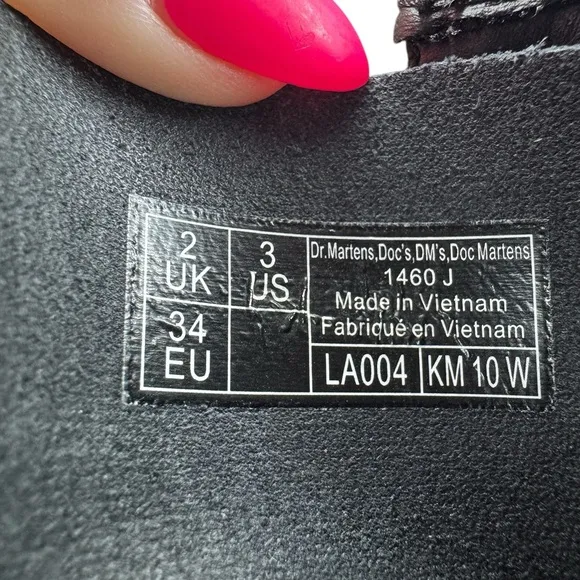 2
UK
3
US
34
EU
Dr.Martens,Doc's,DM's,Doc Martens
1460 J
Made in Vietnam
Fabriqué en Vietnam
LA004
KM 10 W